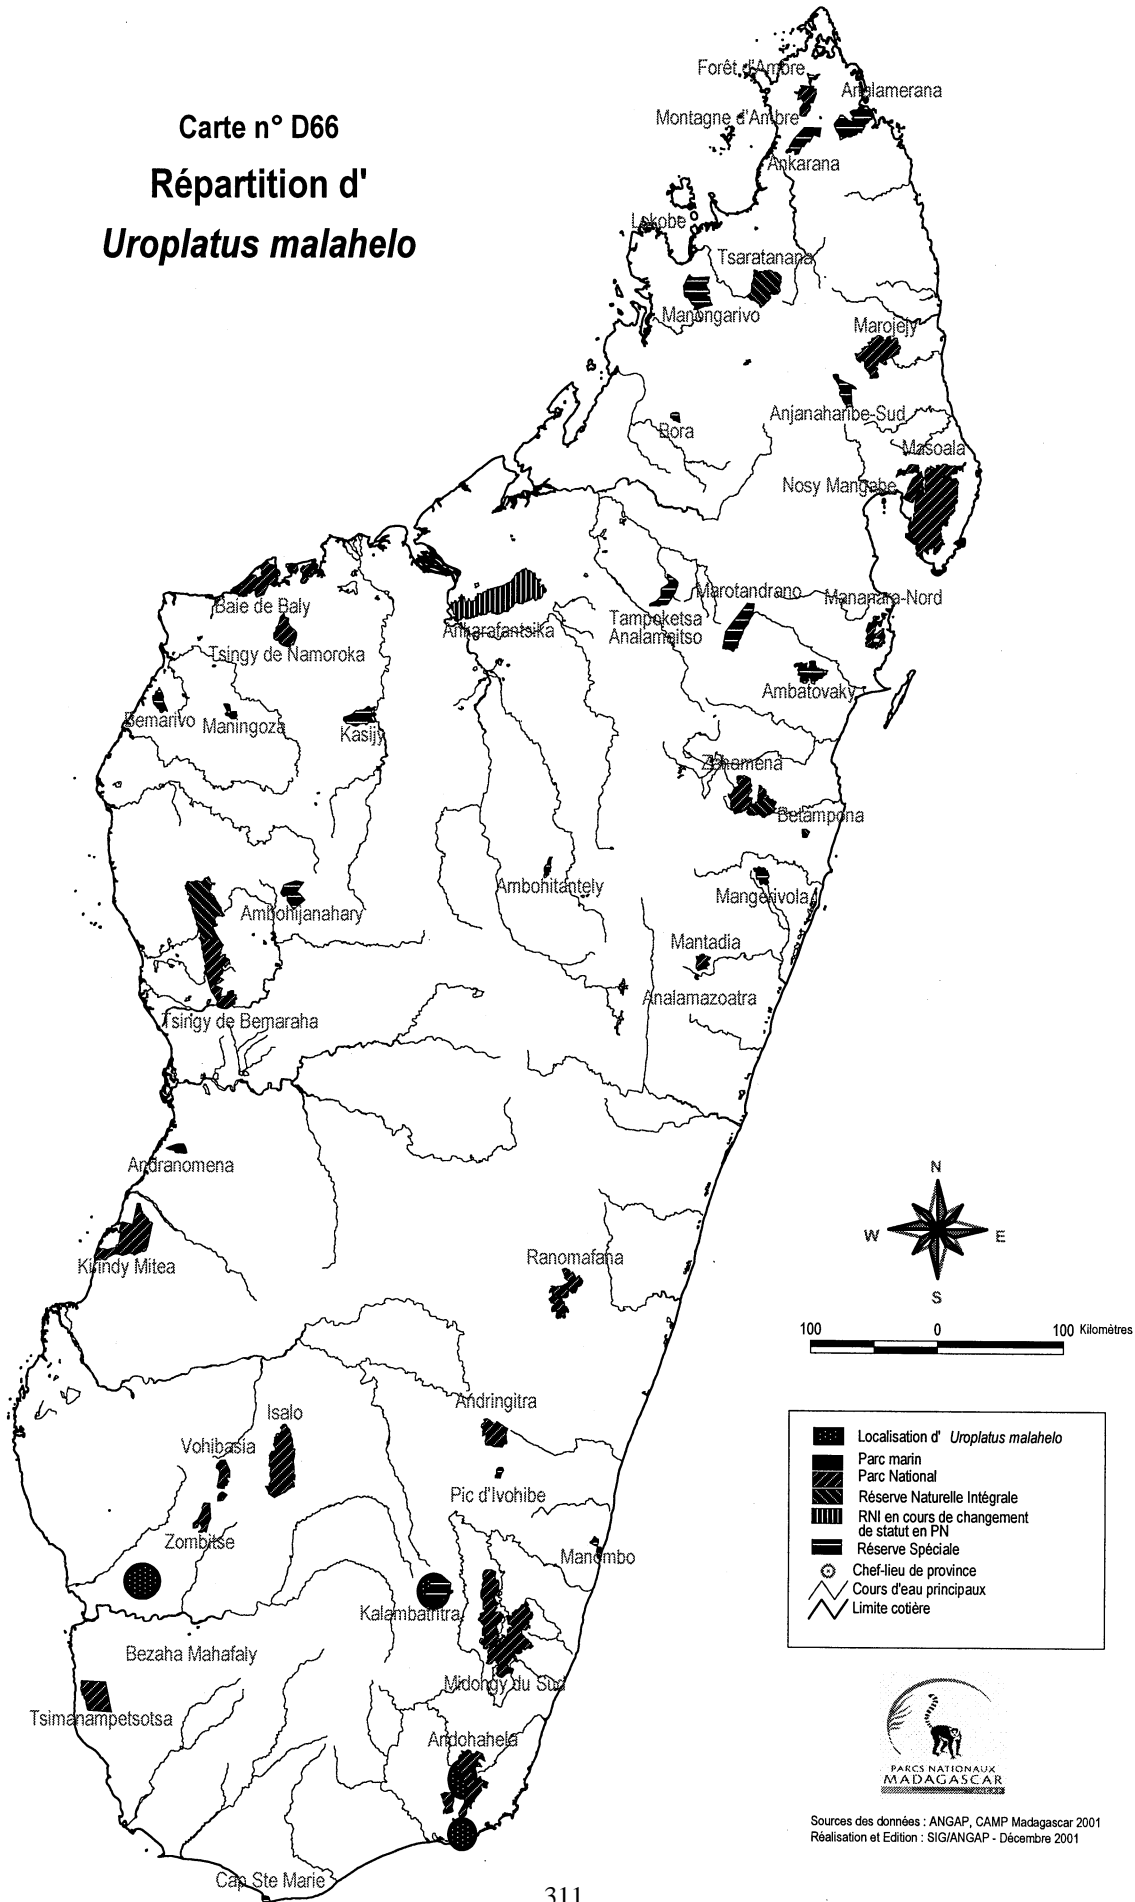 Carte n° D66
Répartition d'
Uroplatus malahelo
Forêt d'Ambre
Analamerana
Montagne d'Ambre
Ankarana
Lokobe
Tsaratanana
Manongarivo
Marojejy
Anjanaharibe-Sud
Bora
Masoala
Nosy Mangabe
Baie de Baly
Ankarafantsika
Tampoketsa
Analamaitso
Marotandrano
Mananara-Nord
Tsingy de Namoroka
Ambatovaky
Bemarivo
Maningoza
Kasijy
Zahamena
Betampona
Ambohitantely
Mangerivola
Ambohijanahary
Mantadia
Analamazoatra
Tsingy de Bemaraha
Andranomena
Kirindy Mitea
Ranomafana
N
W
E
S
100 0 100 Kilomètres
Andringitra
Isalo
Vohibasia
Pic d'Ivohibe
Zombitse
Manombo
Kalambatritra
Bezaha Mahafaly
Midongy du Sud
Tsimanampetsotsa
Andohahela
Cap Ste Marie
Localisation d' Uroplatus malahelo
Parc marin
Parc National
Réserve Naturelle Intégrale
RNI en cours de changement
de statut en PN
Réserve Spéciale
Chef-lieu de province
Cours d'eau principaux
Limite cotière
PARCS NATIONAUX
MADAGASCAR
Sources des données : ANGAP, CAMP Madagascar 2001
Réalisation et Edition : SIG/ANGAP - Décembre 2001
311